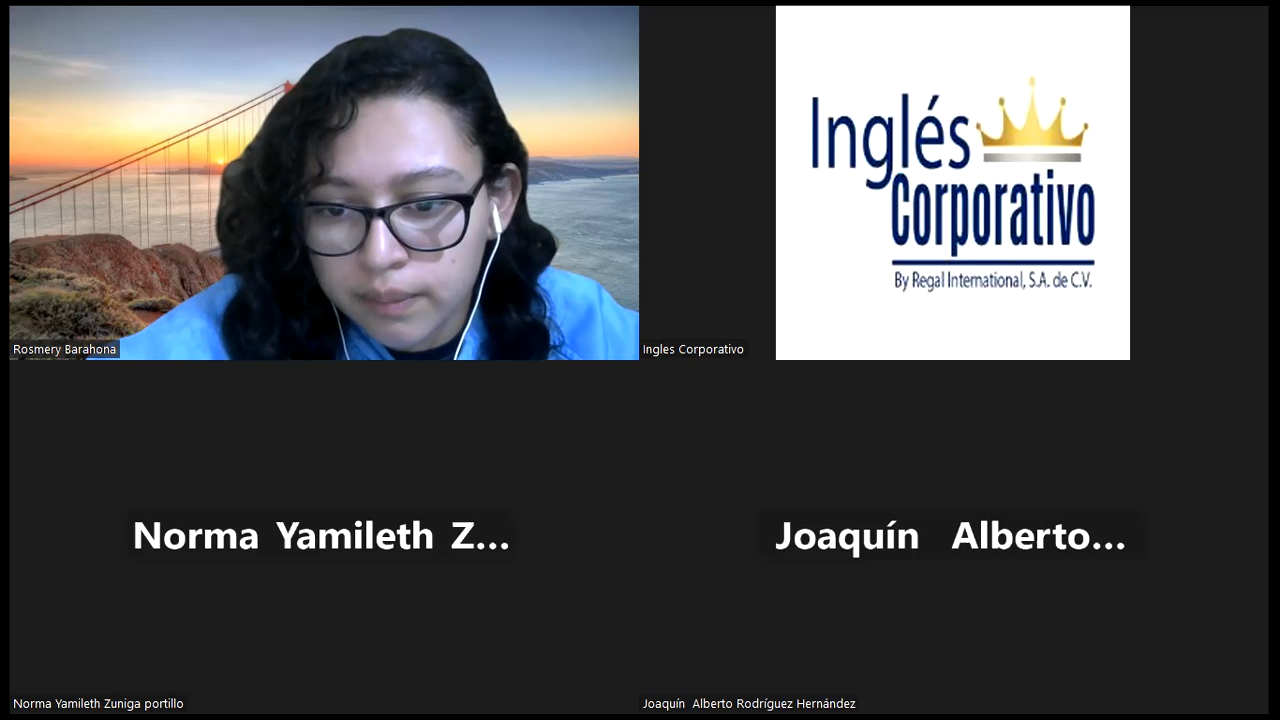 Inglés
Corporativo
By Regal International, S.A. de C.V.
Rosmery Barahona
Ingles Corporativo
Norma Yamileth Z...
Joaquín Alberto...
Norma Yamileth Zuniga portillo
Joaquín Alberto Rodríguez Hernández